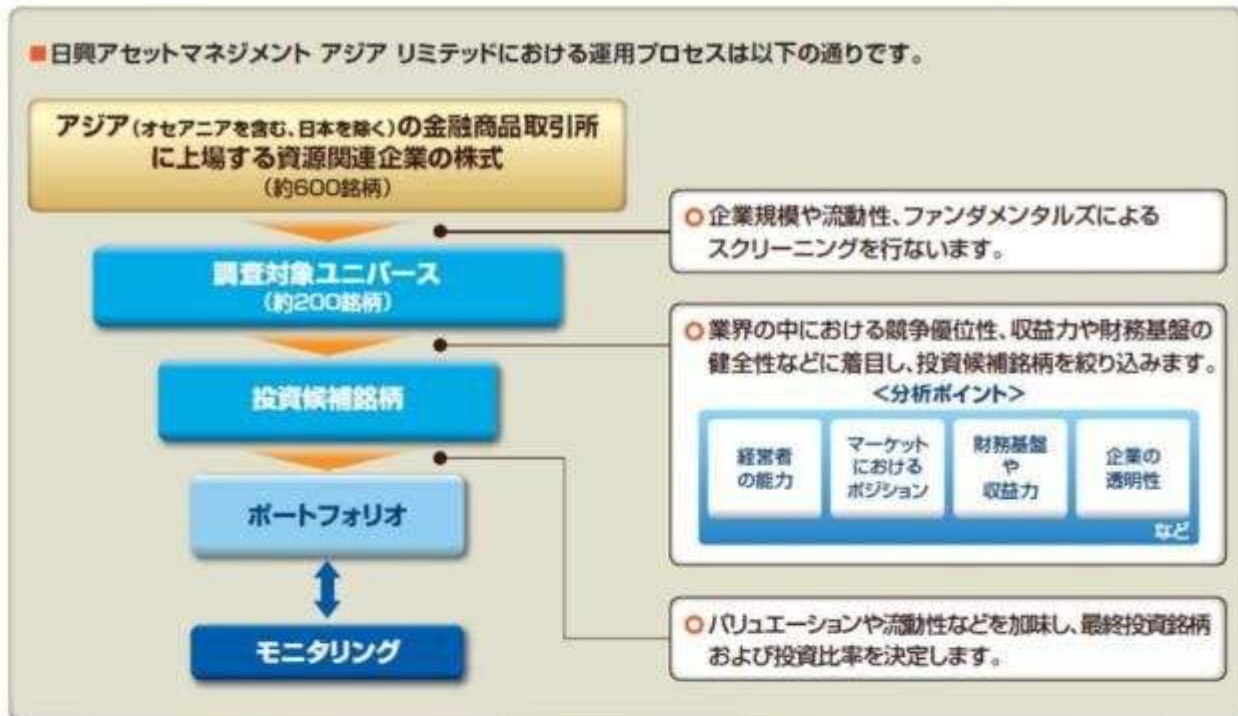 ■日興アセットマネジメント アジア リミテッドにおける運用プロセスは以下の通りです。
アジア(オセアニアを含む、日本を除く)の金融商品取引所
に上場する資源関連企業の株式
(約600銘柄)
○企業規模や流動性、ファンダメンタルズによる
スクリーニングを行ないます。
調査対象ユニバース
(約200銘柄)
○業界の中における競争優位性、収益力や財務基盤の
健全性などに着目し、投資候補銘柄を絞り込みます。
<分析ポイント>
経営者
の能力
マーケット
における
ポジション
財務基盤
や
収益力
企業の
透明性
など
投資候補銘柄
ポートフォリオ
○バリュエーションや流動性などを加味し、最終投資銘柄
および投資比率を決定します。
モニタリング